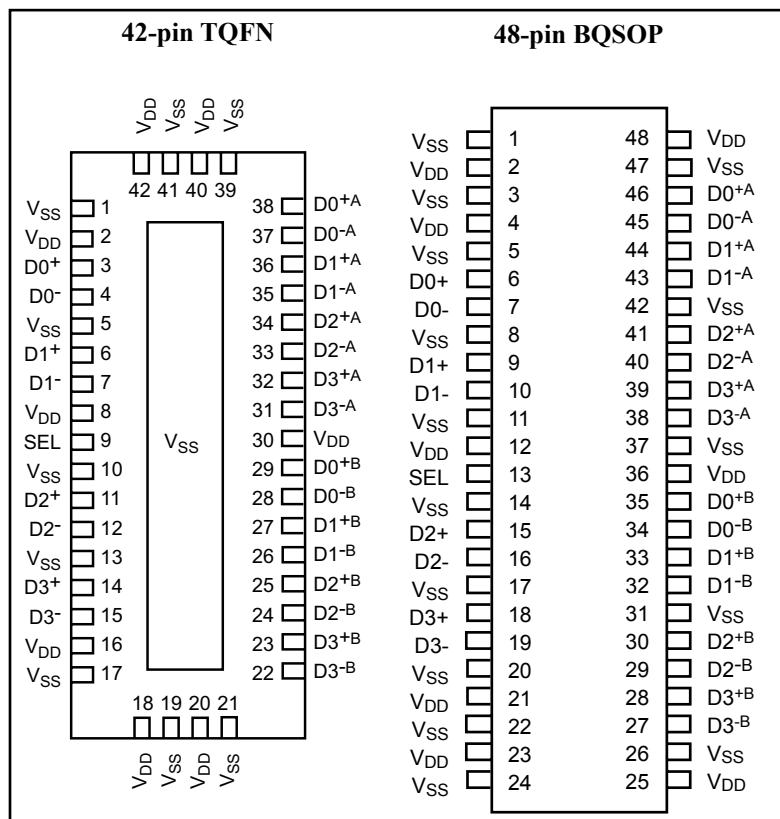 42-pin TQFN
48-pin BQSOP
VDD VSS VDD VSS
42 41 40 39
VSS 1
VDD 2
D0+ 3
D0- 4
VSS 5
D1+ 6
D1- 7
VDD 8
SEL 9
VSS 10
D2+ 11
D2- 12
VSS 13
D3+ 14
D3- 15
VDD 16
VSS 17
VSS
38 D0+A
37 D0-A
36 D1+A
35 D1-A
34 D2+A
33 D2-A
32 D3+A
31 D3-A
30 VDD
29 D0+B
28 D0-B
27 D1+B
26 D1-B
25 D2+B
24 D2-B
23 D3+B
22 D3-B
18 19 20 21
VDD VSS VDD VSS
VSS 1 48 VDD
VDD 2 47 VSS
VSS 3 46 D0+A
VDD 4 45 D0-A
VSS 5 44 D1+A
D0+ 6 43 D1-A
D0- 7 42 VSS
VSS 8 41 D2+A
D1+ 9 40 D2-A
D1- 10 39 D3+A
VSS 11 38 D3-A
VDD 12 37 VSS
SEL 13 36 VDD
VSS 14 35 D0+B
D2+ 15 34 D0-B
D2- 16 33 D1+B
VSS 17 32 D1-B
D3+ 18 31 VSS
D3- 19 30 D2+B
VSS 20 29 D2-B
VDD 21 28 D3+B
VSS 22 27 D3-B
VDD 23 26 VSS
VSS 24 25 VDD